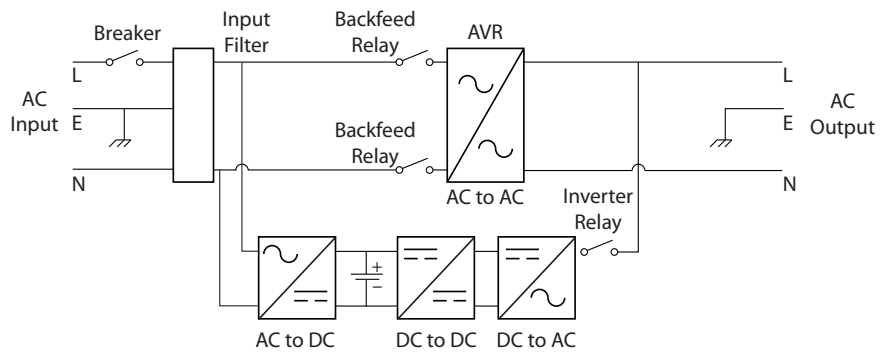 Breaker
Input
Filter
Backfeed
Relay
AVR
L
L
AC
Input
E
E
AC
Output
Backfeed
Relay
N
N
AC to AC
Inverter
Relay
+
−
AC to DC
DC to DC
DC to AC